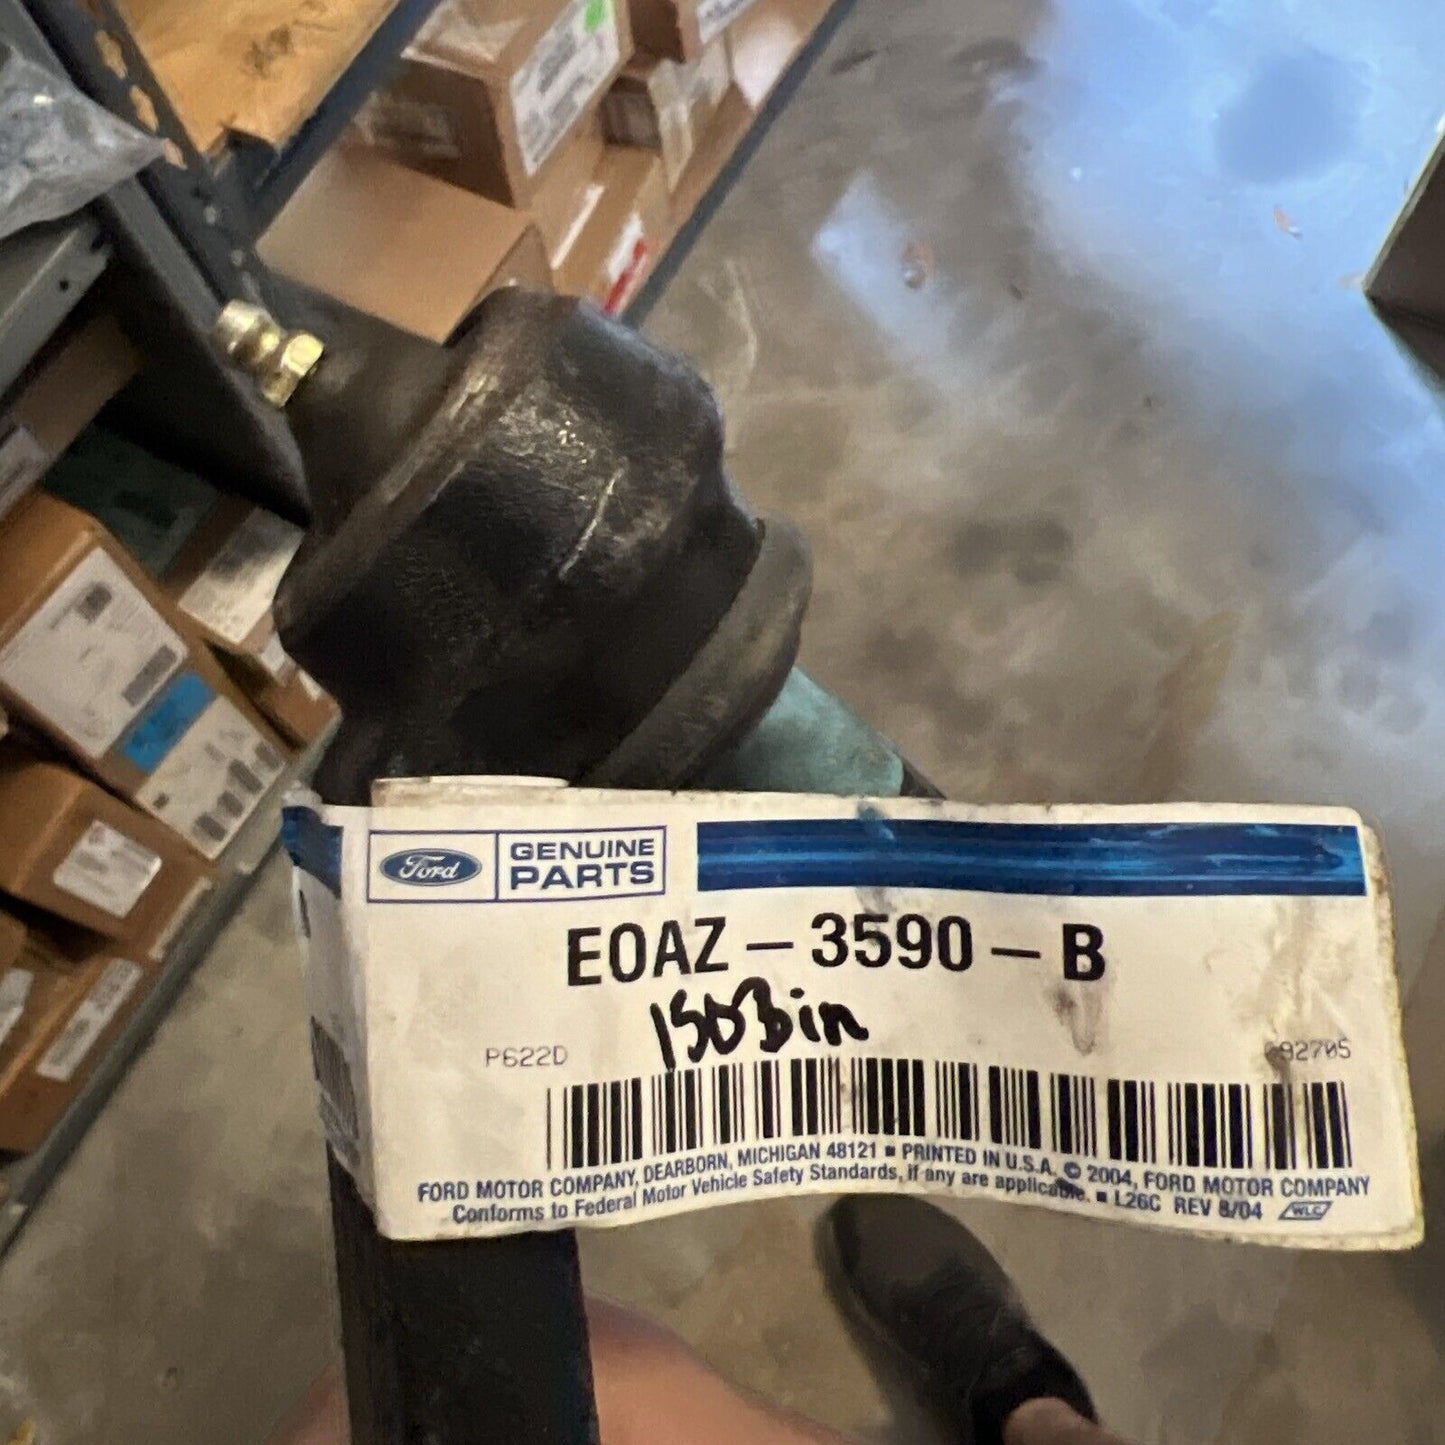 Ford
GENUINE
PARTS
E0AZ – 3590 – B
150 Bin
P622D 092705
FORD MOTOR COMPANY, DEARBORN, MICHIGAN 48121 ■ PRINTED IN U.S.A. © 2004, FORD MOTOR COMPANY
Conforms to Federal Motor Vehicle Safety Standards, if any are applicable. ■ L26C REV 8/04 WLC